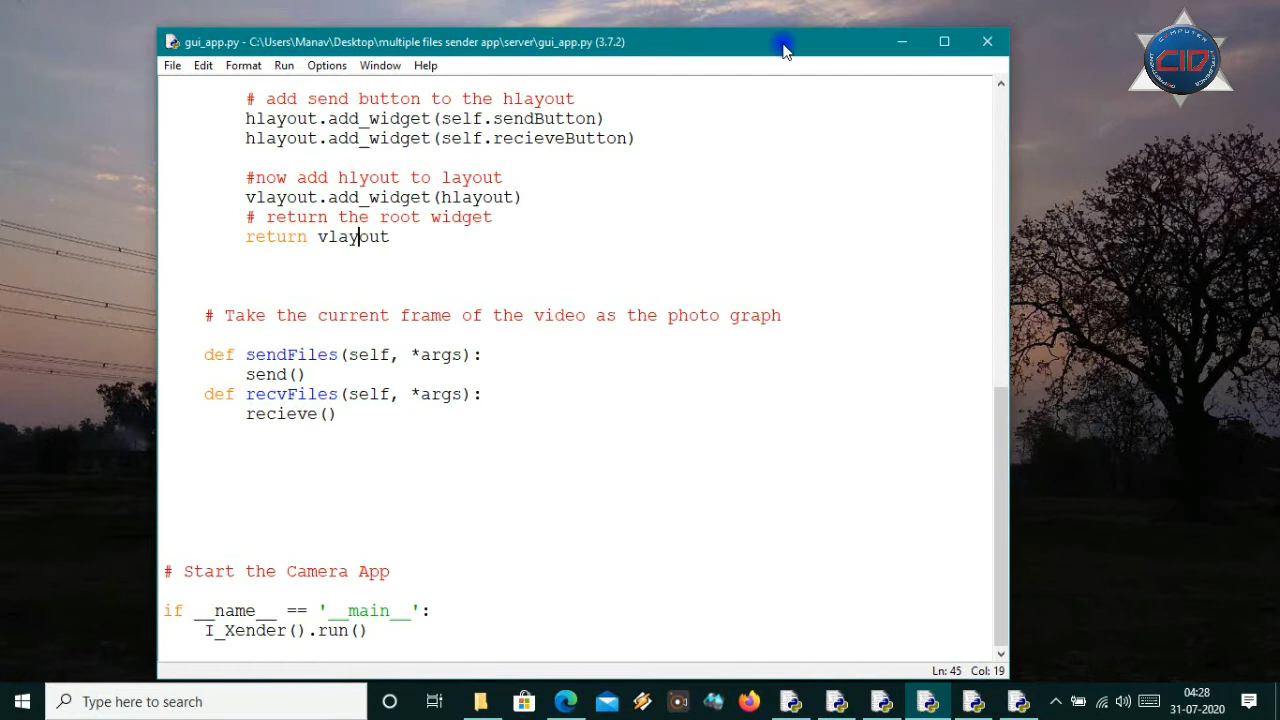 gui_app.py - C:\Users\Manav\Desktop\multiple files sender app\server\gui_app.py (3.7.2)
File Edit Format Run Options Window Help
# add send button to the hlayout
hlayout.add_widget(self.sendButton)
hlayout.add_widget(self.recieveButton)
#now add hlyout to layout
vlayout.add_widget(hlayout)
# return the root widget
return vlayout
# Take the current frame of the video as the photo graph
def sendFiles(self, *args):
send()
def recvFiles(self, *args):
recieve()
# Start the Camera App
if __name__ == '__main__':
I_Xender().run()
Ln: 45 Col: 19
Type here to search
04:28
31-07-2020
COMPUTER
CID